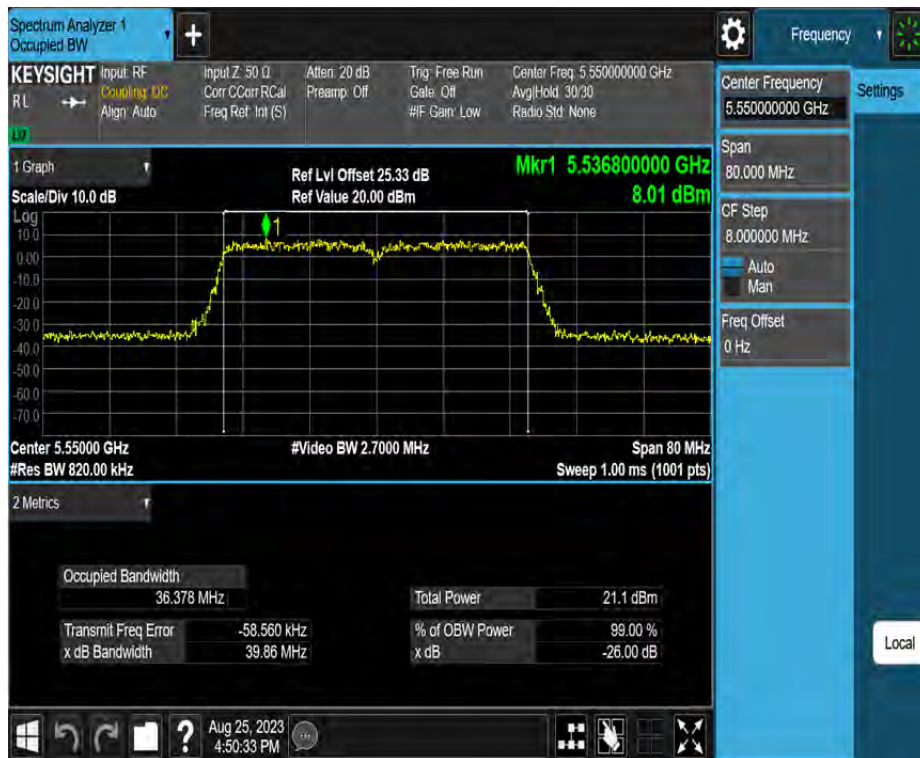 Spectrum Analyzer 1
Occupied BW
+
Frequency
KEYSIGHT
RL
Input: RF
Coupling: DC
Align: Auto
Input Z: 50 Ω
Corr CCorr RCal
Freq Ref: Int (S)
Atten: 20 dB
Preamp: Off
Trig: Free Run
Gate: Off
#IF Gain: Low
Center Freq: 5.550000000 GHz
Avg|Hold: 30/30
Radio Std: None
Center Frequency
5.550000000 GHz
Settings
Span
80.000 MHz
CF Step
8.000000 MHz
Auto
Man
Freq Offset
0 Hz
Local
1 Graph
Scale/Div 10.0 dB
Ref Lvl Offset 25.33 dB
Ref Value 20.00 dBm
Mkr1 5.536800000 GHz
8.01 dBm
Log
10.0
0.00
-10.0
-20.0
-30.0
-40.0
-50.0
-60.0
-70.0
1
Center 5.55000 GHz
#Video BW 2.7000 MHz
Span 80 MHz
#Res BW 820.00 kHz
Sweep 1.00 ms (1001 pts)
2 Metrics
Occupied Bandwidth
36.378 MHz
Total Power 21.1 dBm
Transmit Freq Error -58.560 kHz
% of OBW Power 99.00 %
x dB Bandwidth 39.86 MHz
x dB -26.00 dB
?
Aug 25, 2023
4:50:33 PM